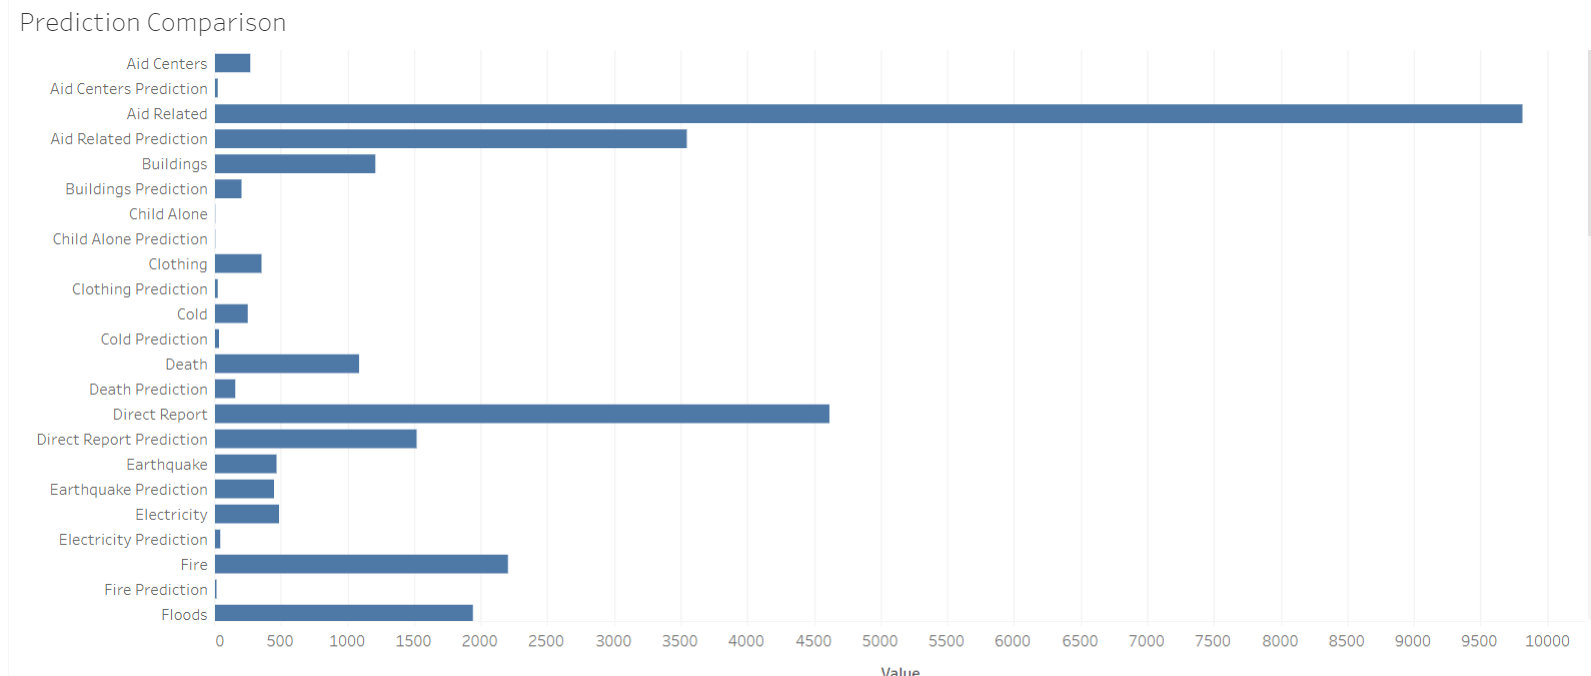 Prediction Comparison
Aid Centers
Aid Centers Prediction
Aid Related
Aid Related Prediction
Buildings
Buildings Prediction
Child Alone
Child Alone Prediction
Clothing
Clothing Prediction
Cold
Cold Prediction
Death
Death Prediction
Direct Report
Direct Report Prediction
Earthquake
Earthquake Prediction
Electricity
Electricity Prediction
Fire
Fire Prediction
Floods
0 500 1000 1500 2000 2500 3000 3500 4000 4500 5000 5500 6000 6500 7000 7500 8000 8500 9000 9500 10000
Value